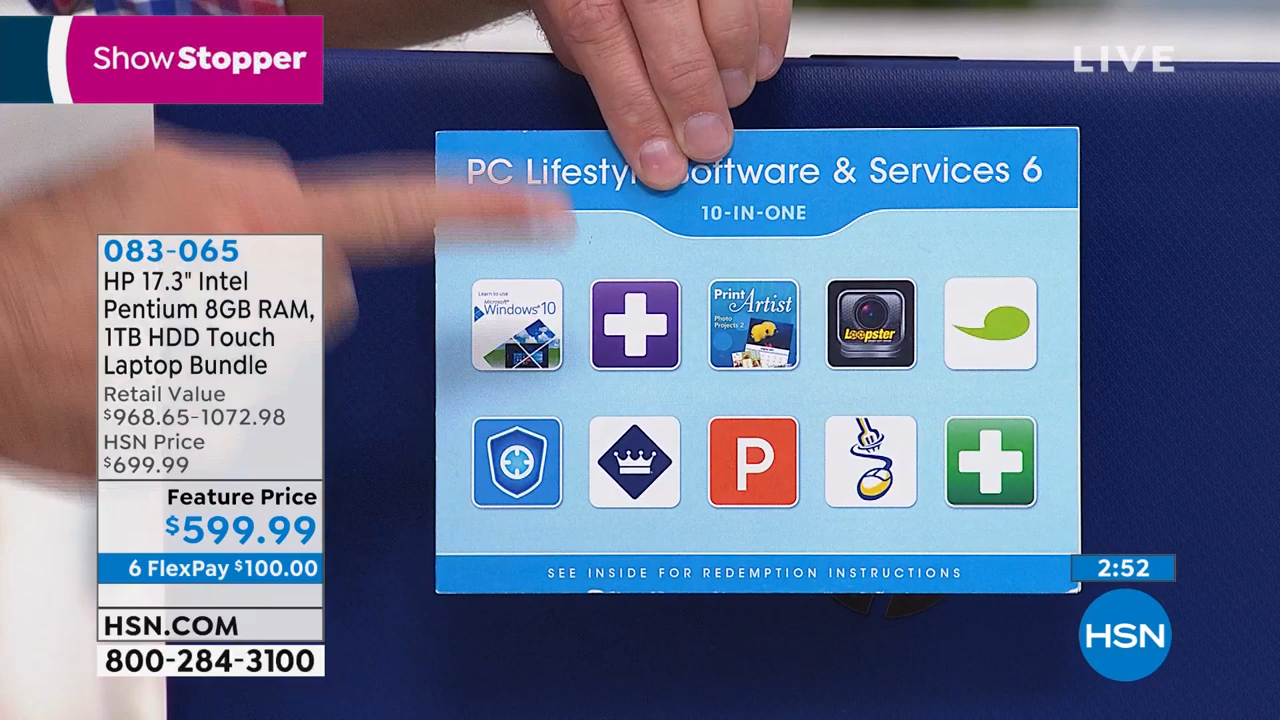 ShowStopper
LIVE
PC Lifesty Software & Services 6
10-IN-ONE
Learn to use
Microsoft®
Windows®10
Print
Artist
Photo
Projects 2
Loopster
P
SEE INSIDE FOR REDEMPTION INSTRUCTIONS
083-065
HP 17.3" Intel
Pentium 8GB RAM,
1TB HDD Touch
Laptop Bundle
Retail Value
$968.65-1072.98
HSN Price
$699.99
Feature Price
$599.99
6 FlexPay $100.00
HSN.COM
800-284-3100
2:52
HSN